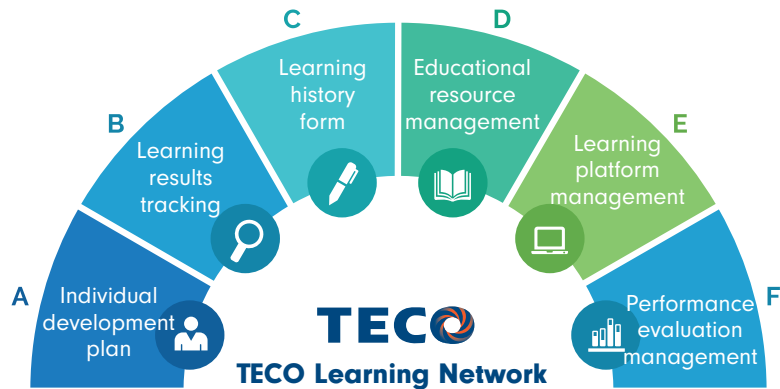 A
Individual
development
plan
B
Learning
results
tracking
C
Learning
history
form
D
Educational
resource
management
E
Learning
platform
management
F
Performance
evaluation
management
TECO
TECO Learning Network